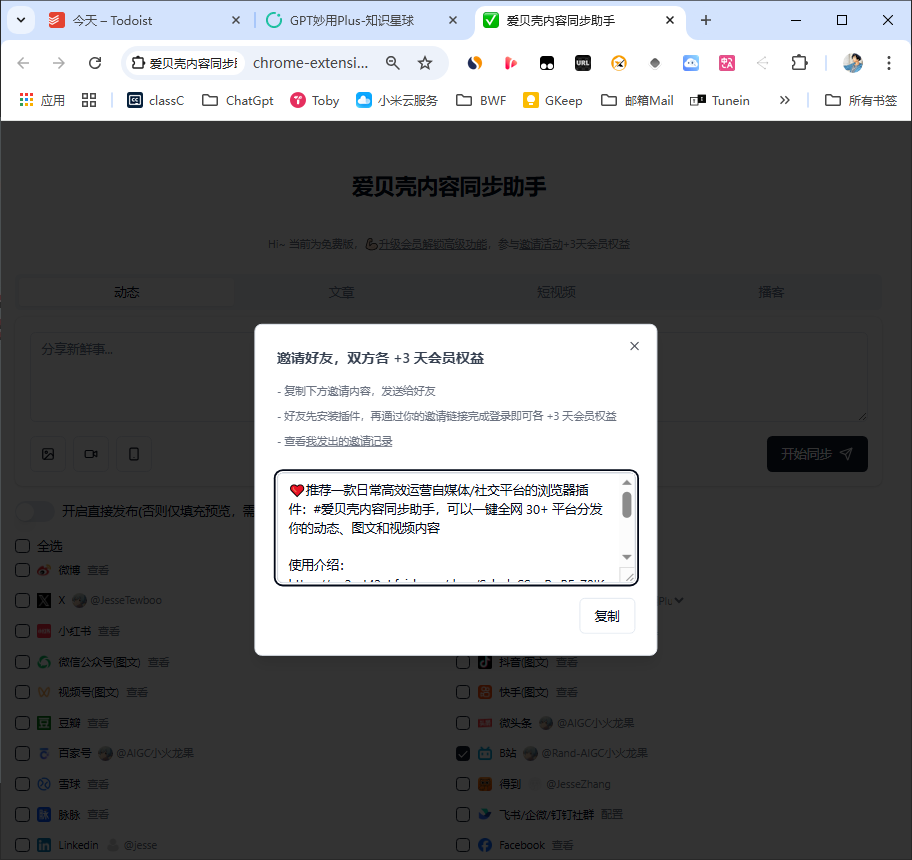 今天 – Todoist
GPT妙用Plus-知识星球
爱贝壳内容同步助手
爱贝壳内容同步助
chrome-extensi...
URL
应用
classC
ChatGpt
Toby
小米云服务
BWF
GKeep
邮箱Mail
Tunein
所有书签
爱贝壳内容同步助手
Hi~ 当前为免费版，💪升级会员解锁高级功能，参与邀请活动+3天会员权益
动态
文章
短视频
播客
分享新鲜事...
开始同步
邀请好友，双方各 +3 天会员权益
- 复制下方邀请内容，发送给好友
- 好友先安装插件，再通过你的邀请链接完成登录即可各 +3 天会员权益
- 查看我发出的邀请记录
❤️推荐一款日常高效运营自媒体/社交平台的浏览器插
件：#爱贝壳内容同步助手，可以一键全网 30+ 平台分发
你的动态、图文和视频内容
使用介绍：
复制
开启直接发布(否则仅填充预览，需
全选
微博 查看
X @JesseTewboo
小红书 查看
微信公众号(图文) 查看
抖音(图文) 查看
视频号(图文) 查看
快手(图文) 查看
豆瓣 查看
微头条 @AIGC小火龙果
百家号 @AIGC小火龙果
B站 @Rand-AIGC小火龙果
雪球 查看
得到 @JesseZhang
脉脉 查看
飞书/企微/钉钉社群 配置
Linkedin @jesse
Facebook 查看